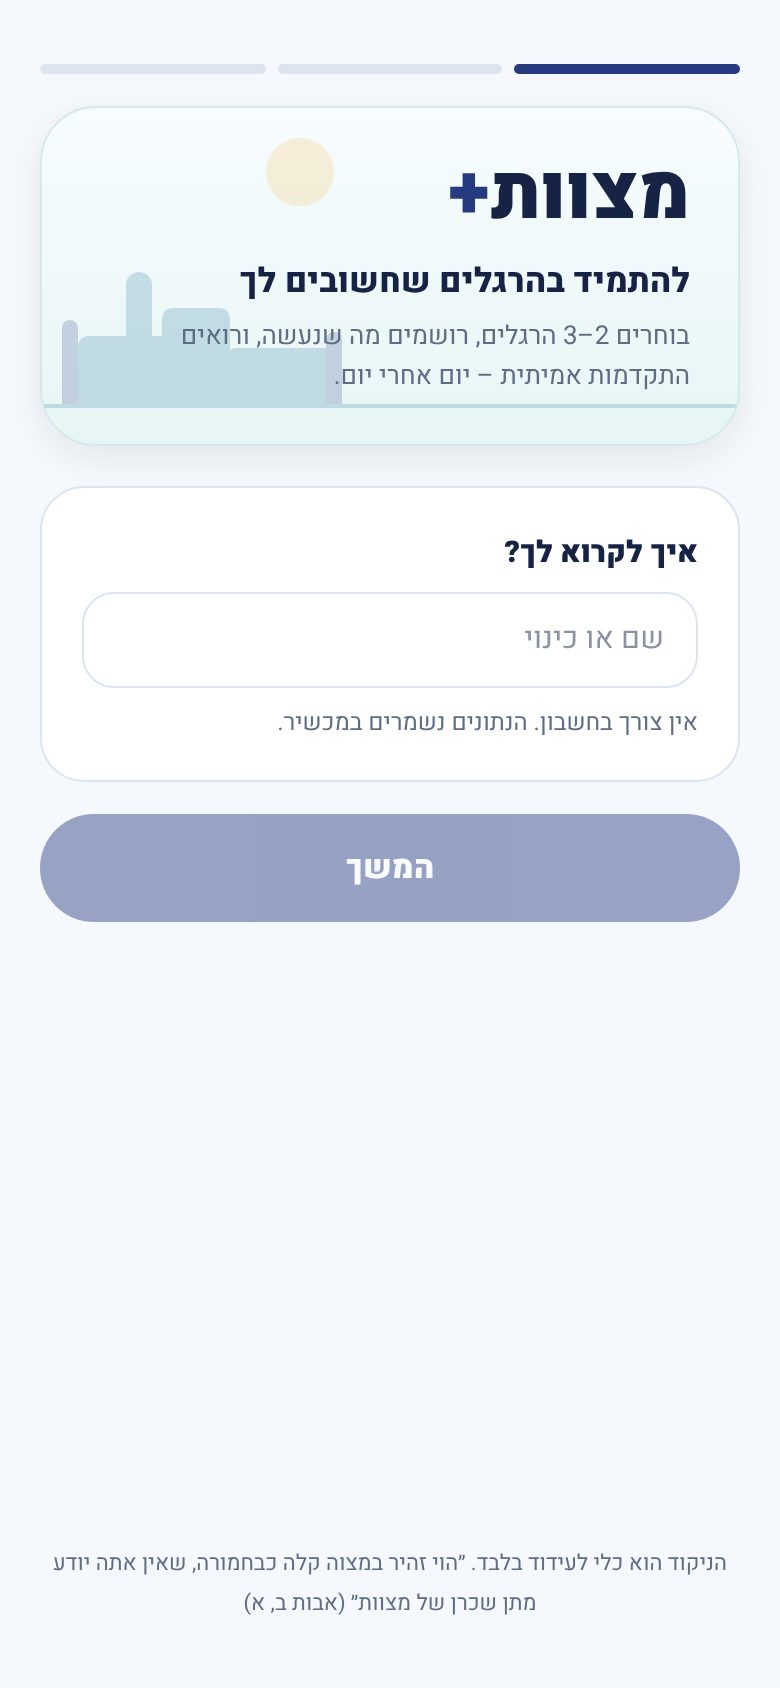 מצוות+
להתמיד בהרגלים שחשובים לך
בוחרים 2–3 הרגלים, רושמים מה שנעשה, ורואים
התקדמות אמיתית – יום אחרי יום.
איך לקרוא לך?
שם או כינוי
אין צורך בחשבון. הנתונים נשמרים במכשיר.
המשך
הניקוד הוא כלי לעידוד בלבד. ״הוי זהיר במצוה קלה כבחמורה, שאין אתה יודע
מתן שכרן של מצוות״ (אבות ב, א)